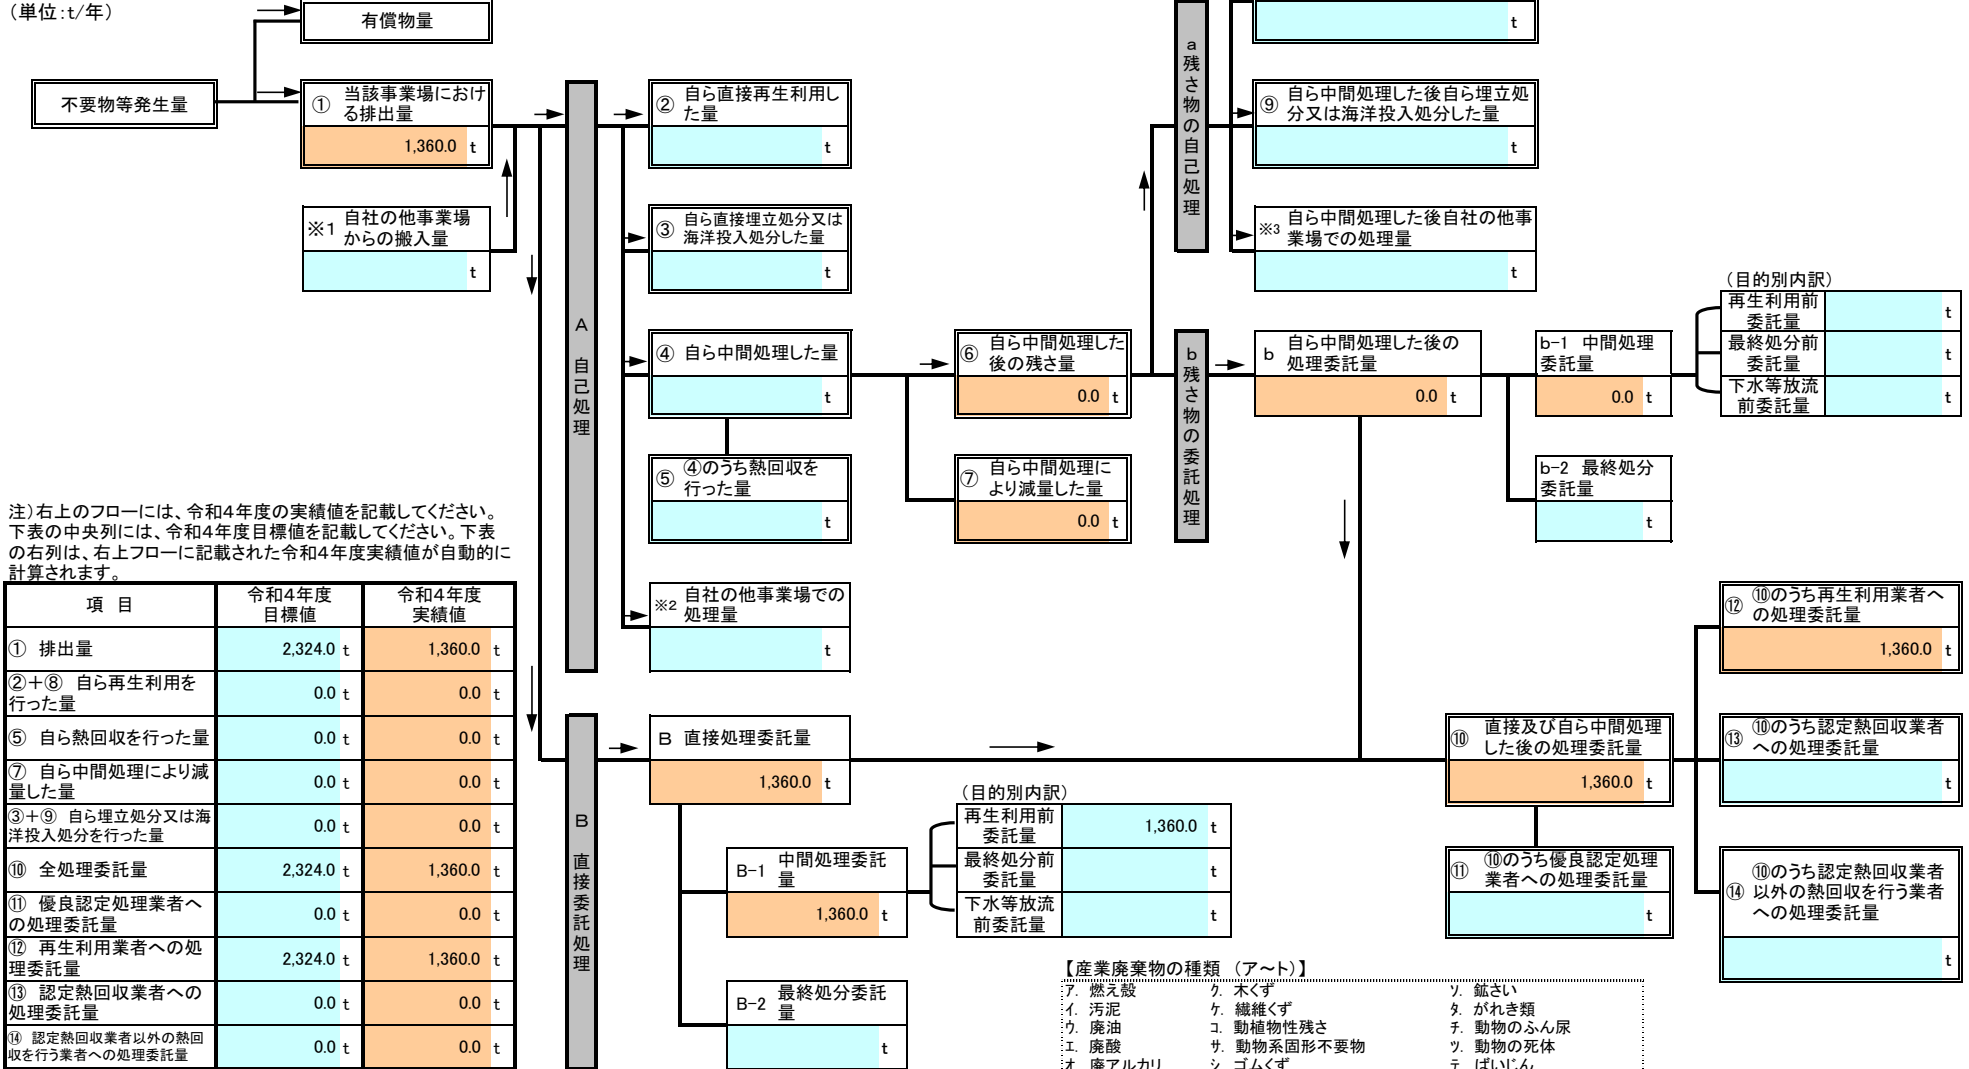 （単位：t/年）
有償物量
不要物等発生量
① 当該事業場におけ
る排出量
1,360.0 t
※1 自社の他事業場
からの搬入量
t
A 自己処理
② 自ら直接再生利用し
た量
t
③ 自ら直接埋立処分又は
海洋投入処分した量
t
④ 自ら中間処理した量
t
⑤ ④のうち熱回収を
行った量
t
※2 自社の他事業場での
処理量
t
⑥ 自ら中間処理した
後の残さ量
0.0 t
⑦ 自ら中間処理に
より減量した量
0.0 t
a 残さ物の自己処理
t
⑨ 自ら中間処理した後自ら埋立処
分又は海洋投入処分した量
t
※3 自ら中間処理した後自社の他事
業場での処理量
t
b 残さ物の委託処理
b 自ら中間処理した後の
処理委託量
0.0 t
b-1 中間処理
委託量
0.0 t
b-2 最終処分
委託量
t
（目的別内訳）
再生利用前
委託量
t
最終処分前
委託量
t
下水等放流
前委託量
t
注）右上のフローには、令和４年度の実績値を記載してください。
下表の中央列には、令和４年度目標値を記載してください。下表
の右列は、右上フローに記載された令和４年度実績値が自動的に
計算されます。
項 目
令和４年度
目標値
令和４年度
実績値
① 排出量 2,324.0 t 1,360.0 t
②＋⑧ 自ら再生利用を
行った量 0.0 t 0.0 t
⑤ 自ら熱回収を行った量 0.0 t 0.0 t
⑦ 自ら中間処理により減
量した量 0.0 t 0.0 t
③＋⑨ 自ら埋立処分又は海
洋投入処分を行った量 0.0 t 0.0 t
⑩ 全処理委託量 2,324.0 t 1,360.0 t
⑪ 優良認定処理業者へ
の処理委託量 0.0 t 0.0 t
⑫ 再生利用業者への処
理委託量 2,324.0 t 1,360.0 t
⑬ 認定熱回収業者への
処理委託量 0.0 t 0.0 t
⑭ 認定熱回収業者以外の熱回
収を行う業者への処理委託量 0.0 t 0.0 t
B 直接委託処理
B 直接処理委託量
1,360.0 t
B-1 中間処理委託
量
1,360.0 t
B-2 最終処分委託
量
t
（目的別内訳）
再生利用前
委託量
1,360.0 t
最終処分前
委託量
t
下水等放流
前委託量
t
⑩ 直接及び自ら中間処理
した後の処理委託量
1,360.0 t
⑪ ⑩のうち優良認定処理
業者への処理委託量
t
⑫ ⑩のうち再生利用業者へ
の処理委託量
1,360.0 t
⑬ ⑩のうち認定熱回収業者
への処理委託量
t
⑭ ⑩のうち認定熱回収業者
以外の熱回収を行う業者
への処理委託量
t
【産業廃棄物の種類 （ア～ト）】
ア. 燃え殻 ク. 木くず ソ. 鉱さい
イ. 汚泥 ケ. 繊維くず タ. がれき類
ウ. 廃油 コ. 動植物性残さ チ. 動物のふん尿
エ. 廃酸 サ. 動物系固形不要物 ツ. 動物の死体
オ. 廃アルカリ シ. ゴムくず テ. ばいじん